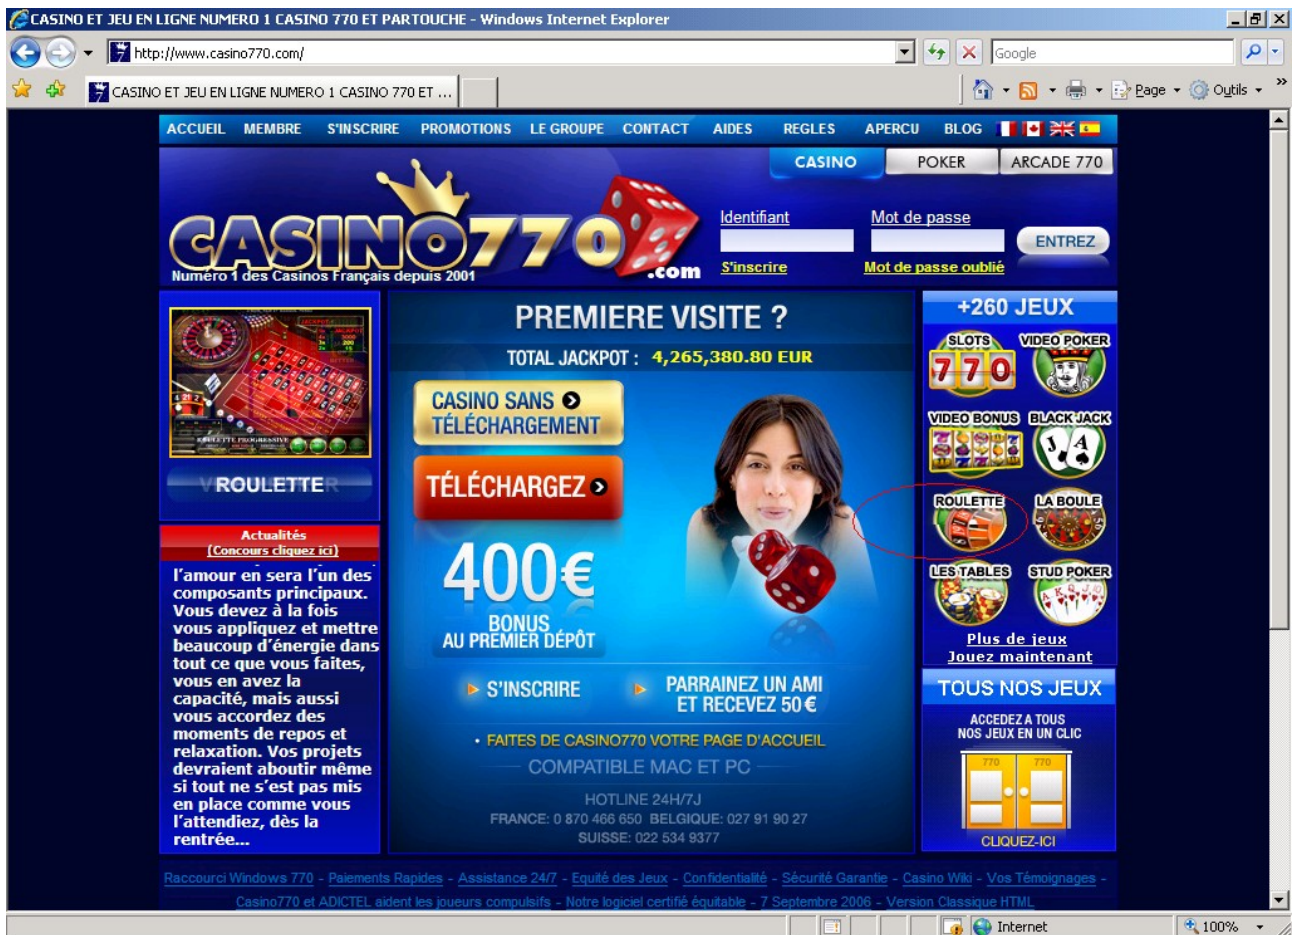 CASINO ET JEU EN LIGNE NUMERO 1 CASINO 770 ET PARTOUCHE - Windows Internet Explorer
http://www.casino770.com/
Google
CASINO ET JEU EN LIGNE NUMERO 1 CASINO 770 ET ...
Page
Outils
ACCUEIL MEMBRE S'INSCRIRE PROMOTIONS LE GROUPE CONTACT AIDES REGLES APERCU BLOG
CASINO POKER ARCADE 770
CASINO770
.com
Numéro 1 des Casinos Français depuis 2001
Identifiant Mot de passe
ENTREZ
S'inscrire Mot de passe oublié
ROULETTE
Actualités
(Concours cliquez ici)
l'amour en sera l'un des
composants principaux.
Vous devez à la fois
vous appliquez et mettre
beaucoup d'énergie dans
tout ce que vous faites,
vous en avez la
capacité, mais aussi
vous accordez des
moments de repos et
relaxation. Vos projets
devraient aboutir même
si tout ne s'est pas mis
en place comme vous
l'attendiez, dès la
rentrée...
PREMIERE VISITE ?
TOTAL JACKPOT : 4,265,380.80 EUR
CASINO SANS
TÉLÉCHARGEMENT
TÉLÉCHARGEZ
400€
BONUS
AU PREMIER DÉPÔT
S'INSCRIRE
PARRAINEZ UN AMI
ET RECEVEZ 50€
• FAITES DE CASINO770 VOTRE PAGE D'ACCUEIL
COMPATIBLE MAC ET PC
HOTLINE 24H/7J
FRANCE: 0 870 466 650 BELGIQUE: 027 91 90 27
SUISSE: 022 534 9377
+260 JEUX
SLOTS VIDEO POKER
770
VIDEO BONUS BLACK JACK
J A
ROULETTE LA BOULE
LES TABLES STUD POKER
Plus de jeux
Jouez maintenant
TOUS NOS JEUX
ACCEDEZ A TOUS
NOS JEUX EN UN CLIC
770 770
CLIQUEZ-ICI
Raccourci Windows 770 - Paiements Rapides - Assistance 24/7 - Equité des Jeux - Confidentialité - Sécurité Garantie - Casino Wiki - Vos Témoignages -
Casino770 et ADICTEL aident les joueurs compulsifs - Notre logiciel certifié équitable - 7 Septembre 2006 - Version Classique HTML
Internet
100%